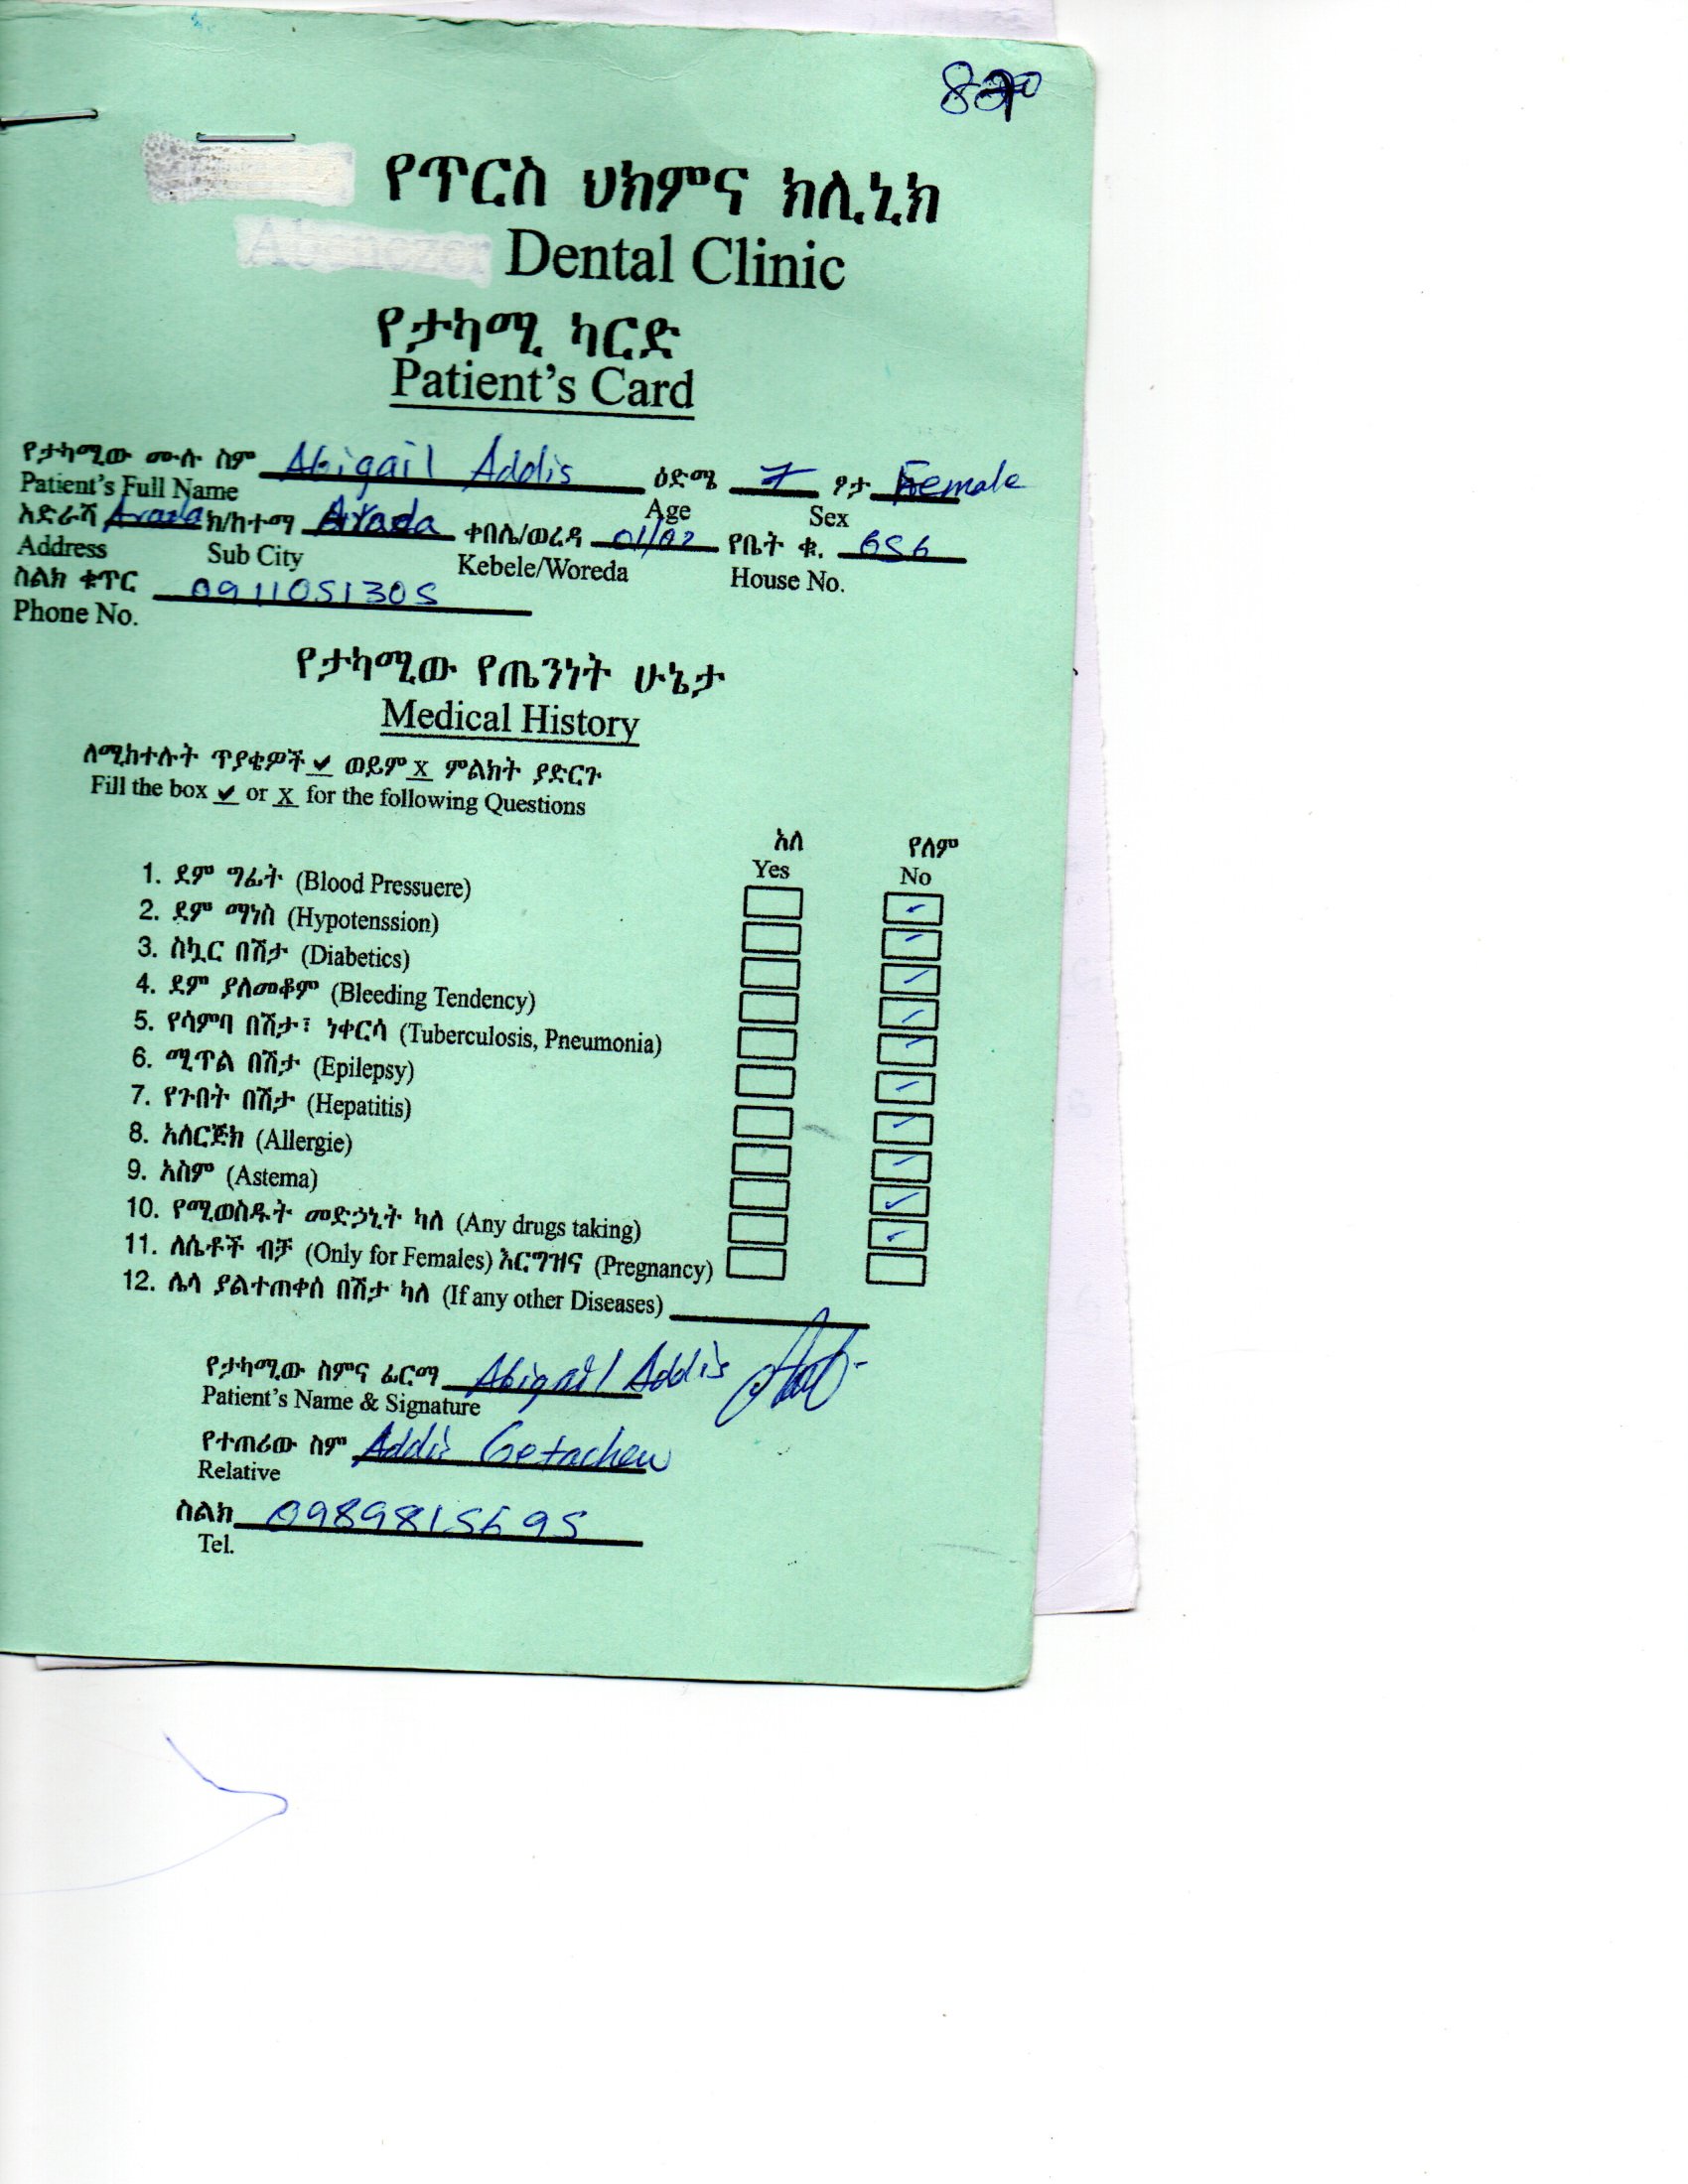 የጥርስ ህክምና ክሊኒክ
Abenezer Dental Clinic
የታካሚ ካርድ
Patient's Card
የታካሚው ሙሉ ስም Abigail Addis ዕድሜ 7 ፆታ Female
Patient's Full Name Age Sex
አድራሻ Arada ክ/ከተማ Arada ቀበሌ/ወረዳ 01/02 የቤት ቁ. 656
Address Sub City Kebele/Woreda House No.
ስልክ ቁጥር 0911051305
Phone No.
የታካሚው የጤንነት ሁኔታ
Medical History
ለሚከተሉት ጥያቄዎች ✔ ወይም X ምልክት ያድርጉ
Fill the box ✔ or X for the following Questions
አለ የለም
Yes No
1. ደም ግፊት (Blood Pressuere) ✓
2. ደም ማነስ (Hypotenssion) ✓
3. ስኳር በሽታ (Diabetics) ✓
4. ደም ያለመቆም (Bleeding Tendency) ✓
5. የሳምባ በሽታ፣ ነቀርሳ (Tuberculosis, Pneumonia) ✓
6. ሚጥል በሽታ (Epilepsy) ✓
7. የጉበት በሽታ (Hepatitis) ✓
8. አለርጅክ (Allergie) ✓
9. አስም (Astema) ✓
10. የሚወስዱት መድኃኒት ካለ (Any drugs taking) ✓
11. ለሴቶች ብቻ (Only for Females) እርግዝና (Pregnancy)
12. ሌላ ያልተጠቀሰ በሽታ ካለ (If any other Diseases)
የታካሚው ስምና ፊርማ Abigail Addis
Patient's Name & Signature
የተጠሪው ስም Addis Getachew
Relative
ስልክ 0989815695
Tel.